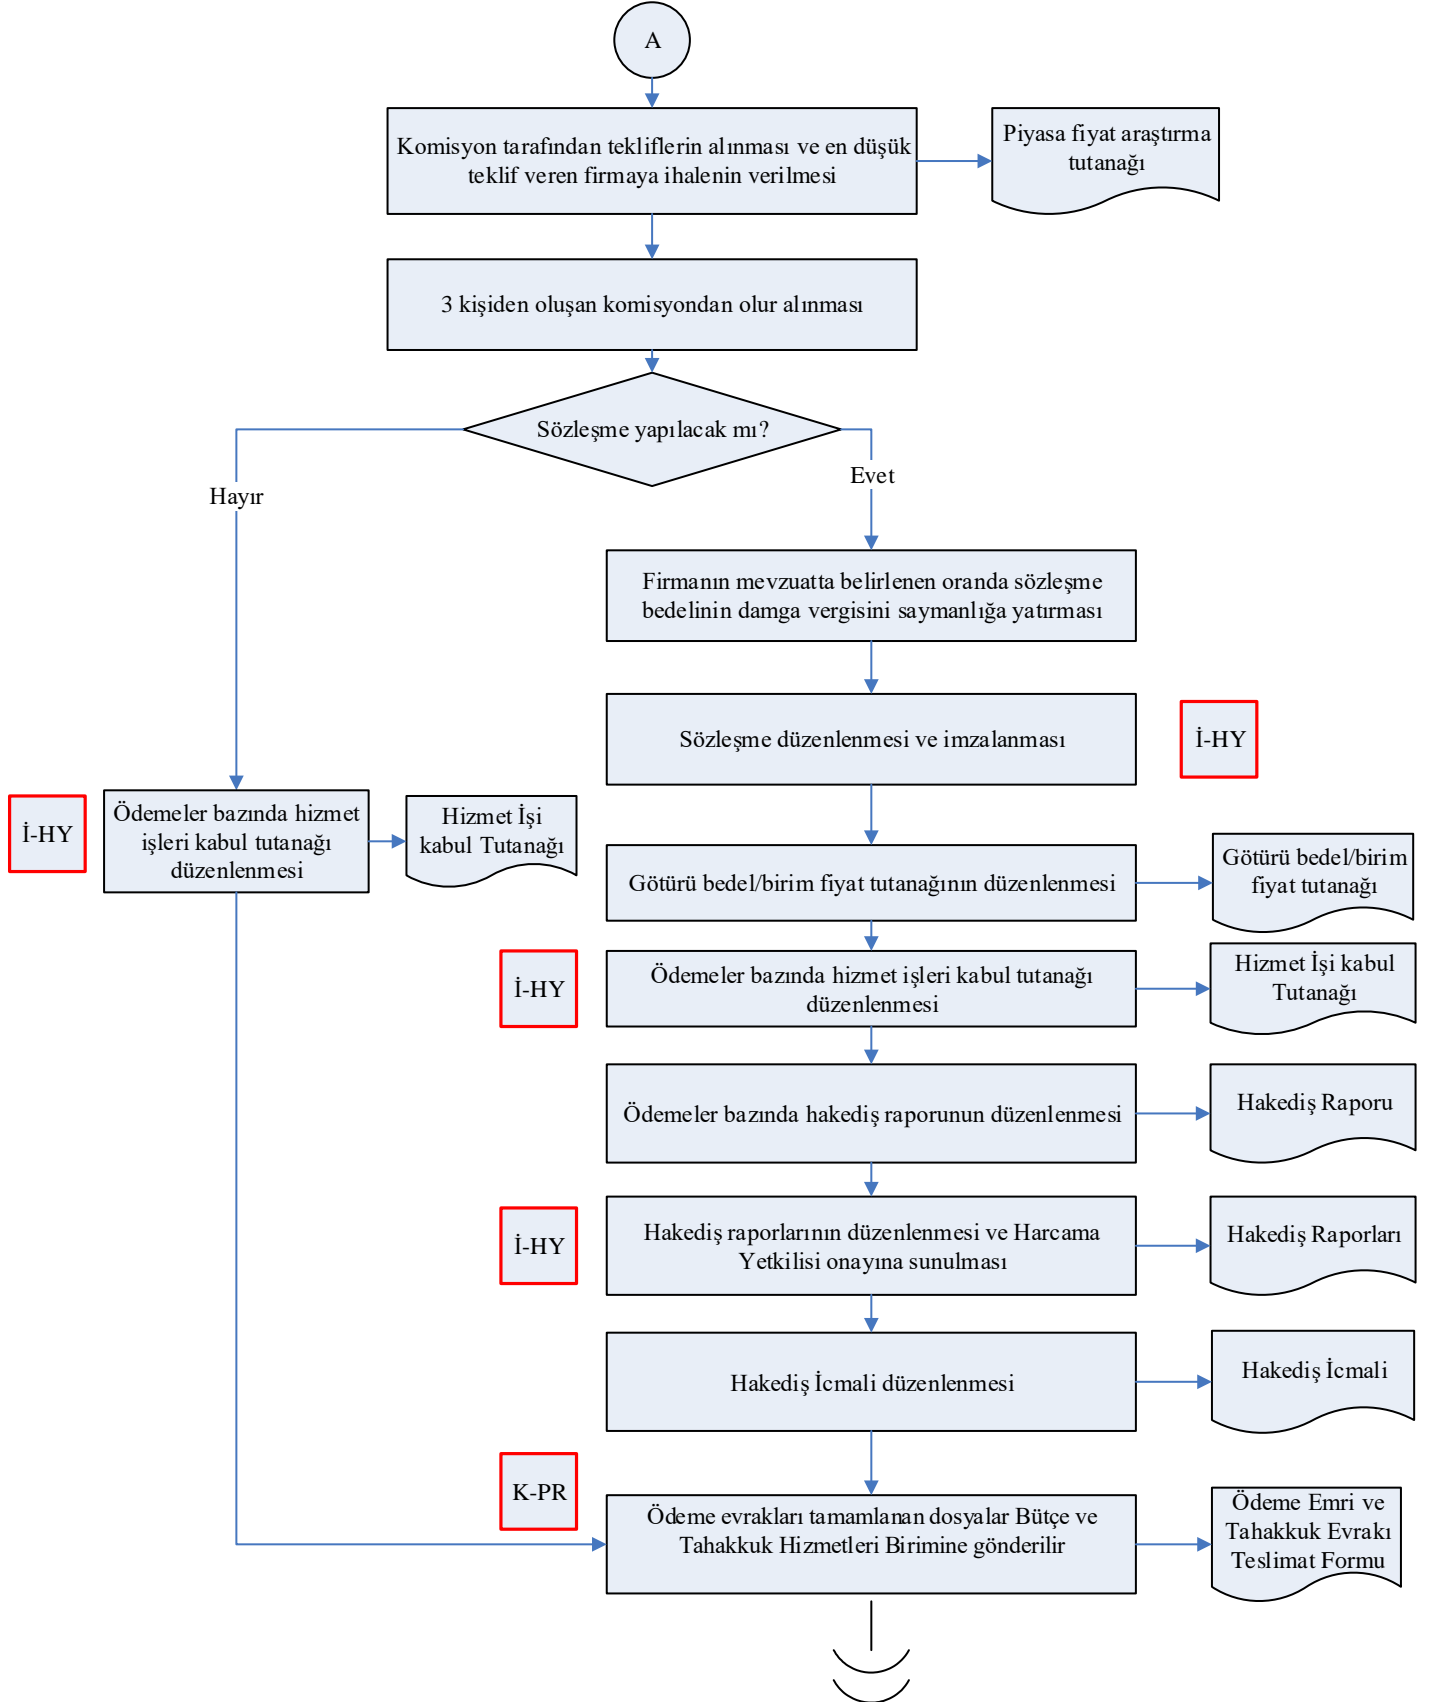 A
Komisyon tarafından tekliflerin alınması ve en düşük
teklif veren firmaya ihalenin verilmesi
Piyasa fiyat araştırma
tutanağı
3 kişiden oluşan komisyondan olur alınması
Sözleşme yapılacak mı?
Hayır
Evet
Firmanın mevzuatta belirlenen oranda sözleşme
bedelinin damga vergisini saymanlığa yatırması
Sözleşme düzenlenmesi ve imzalanması
İ-HY
İ-HY
Ödemeler bazında hizmet
işleri kabul tutanağı
düzenlenmesi
Hizmet İşi
kabul Tutanağı
Götürü bedel/birim fiyat tutanağının düzenlenmesi
Götürü bedel/birim
fiyat tutanağı
İ-HY
Ödemeler bazında hizmet işleri kabul tutanağı
düzenlenmesi
Hizmet İşi kabul
Tutanağı
Ödemeler bazında hakediş raporunun düzenlenmesi
Hakediş Raporu
İ-HY
Hakediş raporlarının düzenlenmesi ve Harcama
Yetkilisi onayına sunulması
Hakediş Raporları
Hakediş İcmali düzenlenmesi
Hakediş İcmali
K-PR
Ödeme evrakları tamamlanan dosyalar Bütçe ve
Tahakkuk Hizmetleri Birimine gönderilir
Ödeme Emri ve
Tahakkuk Evrakı
Teslimat Formu